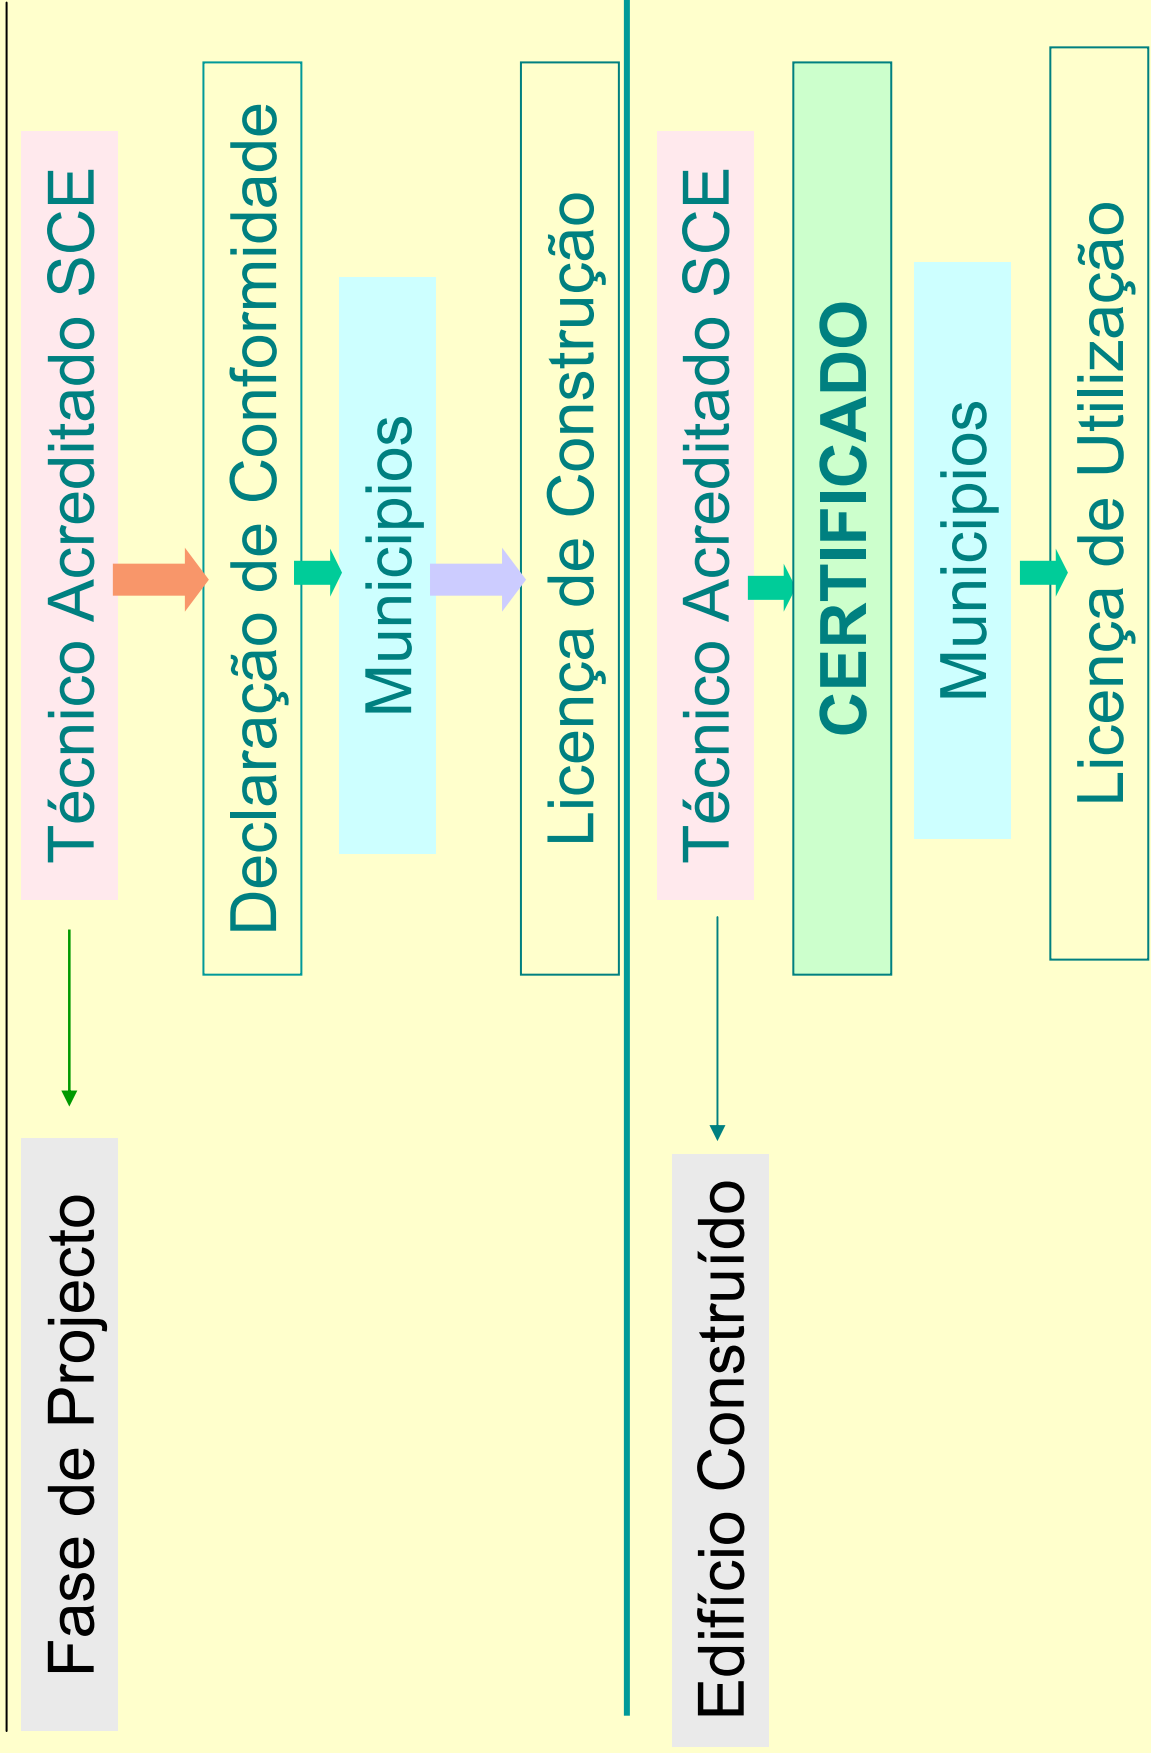 Fase de Projecto
Técnico Acreditado SCE
Declaração de Conformidade
Municipios
Licença de Construção
Edifício Construído
Técnico Acreditado SCE
CERTIFICADO
Municipios
Licença de Utilização